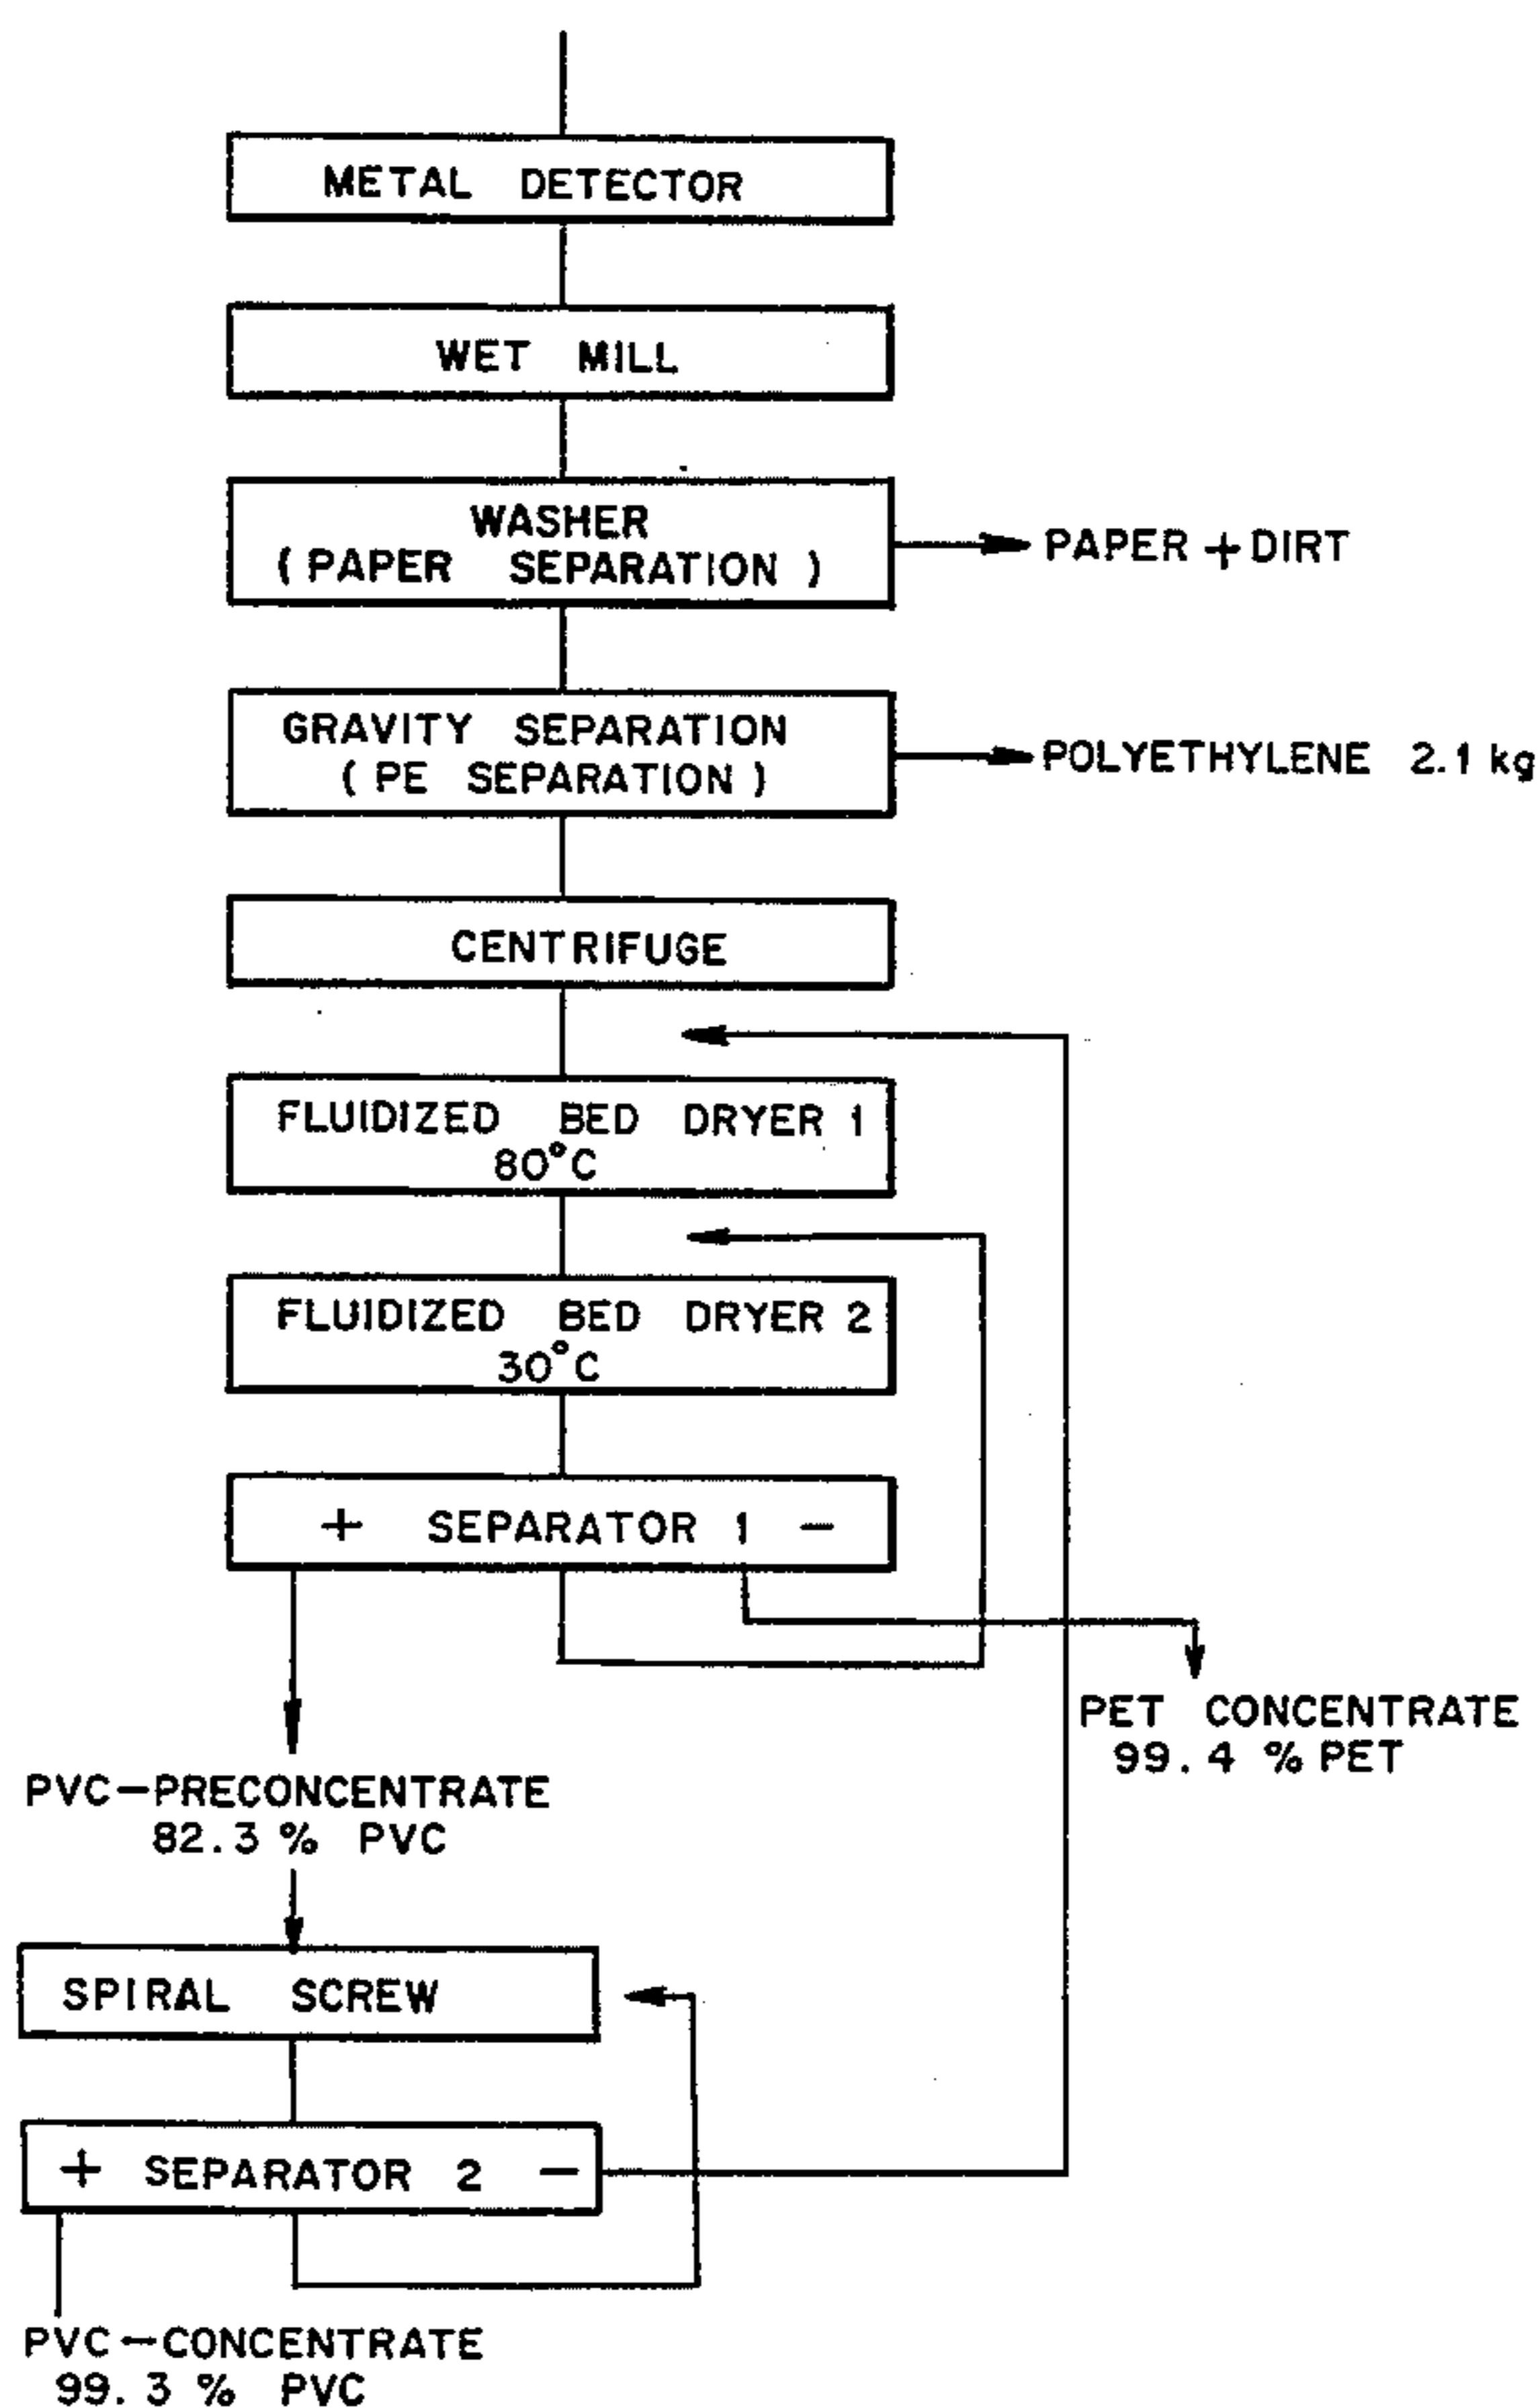 METAL DETECTOR
WET MILL
WASHER
( PAPER SEPARATION )
PAPER + DIRT
GRAVITY SEPARATION
( PE SEPARATION )
POLYETHYLENE 2.1 kg
CENTRIFUGE
FLUIDIZED BED DRYER 1
80°C
FLUIDIZED BED DRYER 2
30°C
+ SEPARATOR 1 -
PET CONCENTRATE
99.4 % PET
PVC-PRECONCENTRATE
82.3 % PVC
SPIRAL SCREW
+ SEPARATOR 2 -
PVC-CONCENTRATE
99.3 % PVC